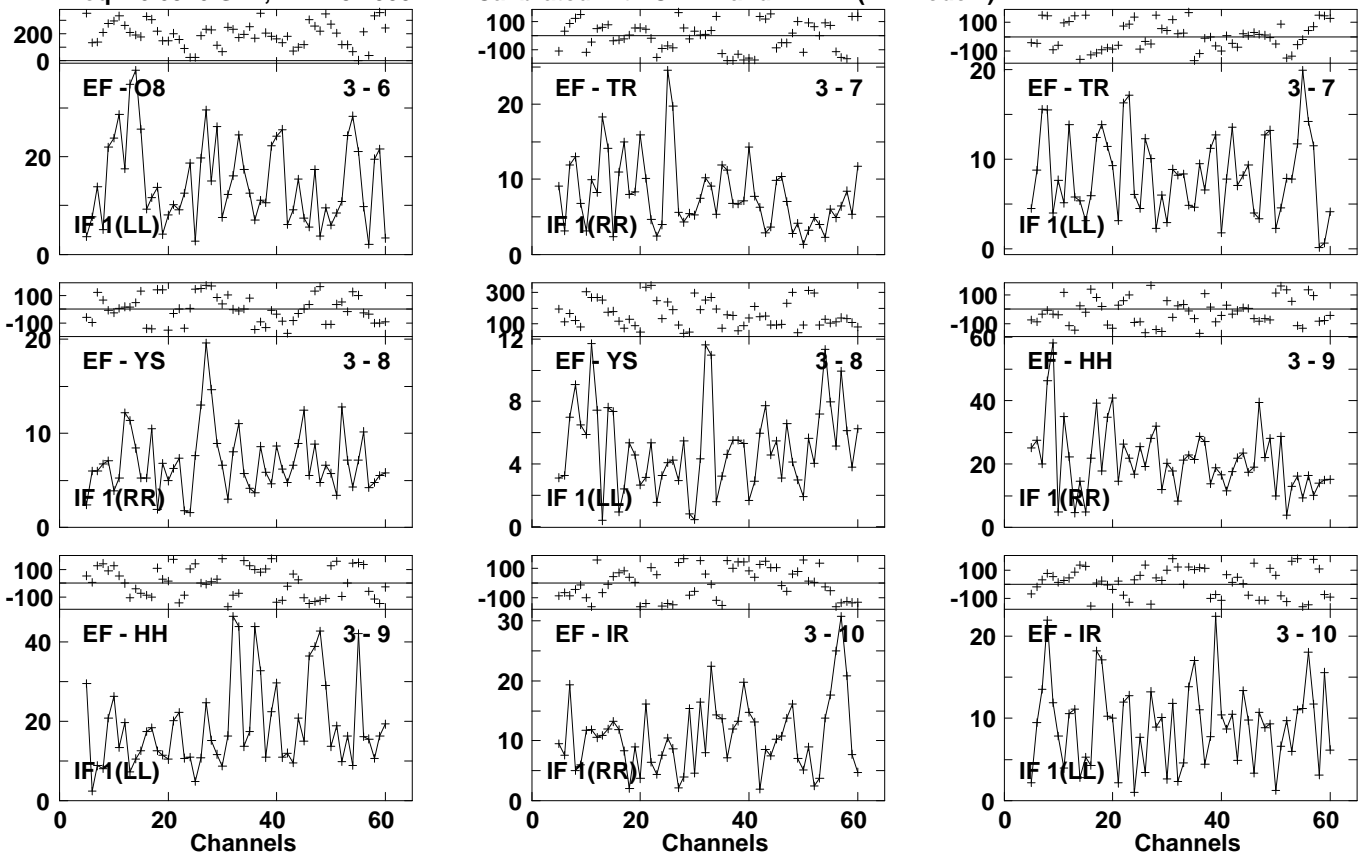 200
0
EF - O8
3 - 6
20
0
IF 1(LL)
100
-100
EF - TR
3 - 7
20
10
0
IF 1(RR)
100
-100
20
EF - TR
3 - 7
10
0
IF 1(LL)
100
-100
20
EF - YS
3 - 8
10
0
IF 1(RR)
300
100
12
EF - YS
3 - 8
8
4
0
IF 1(LL)
100
-100
60
EF - HH
3 - 9
40
20
0
IF 1(RR)
100
-100
EF - HH
3 - 9
40
20
0
IF 1(LL)
0 20 40 60
Channels
100
-100
30
EF - IR
3 - 10
20
10
0
IF 1(RR)
0 20 40 60
Channels
100
-100
EF - IR
3 - 10
20
10
0
IF 1(LL)
0 20 40 60
Channels